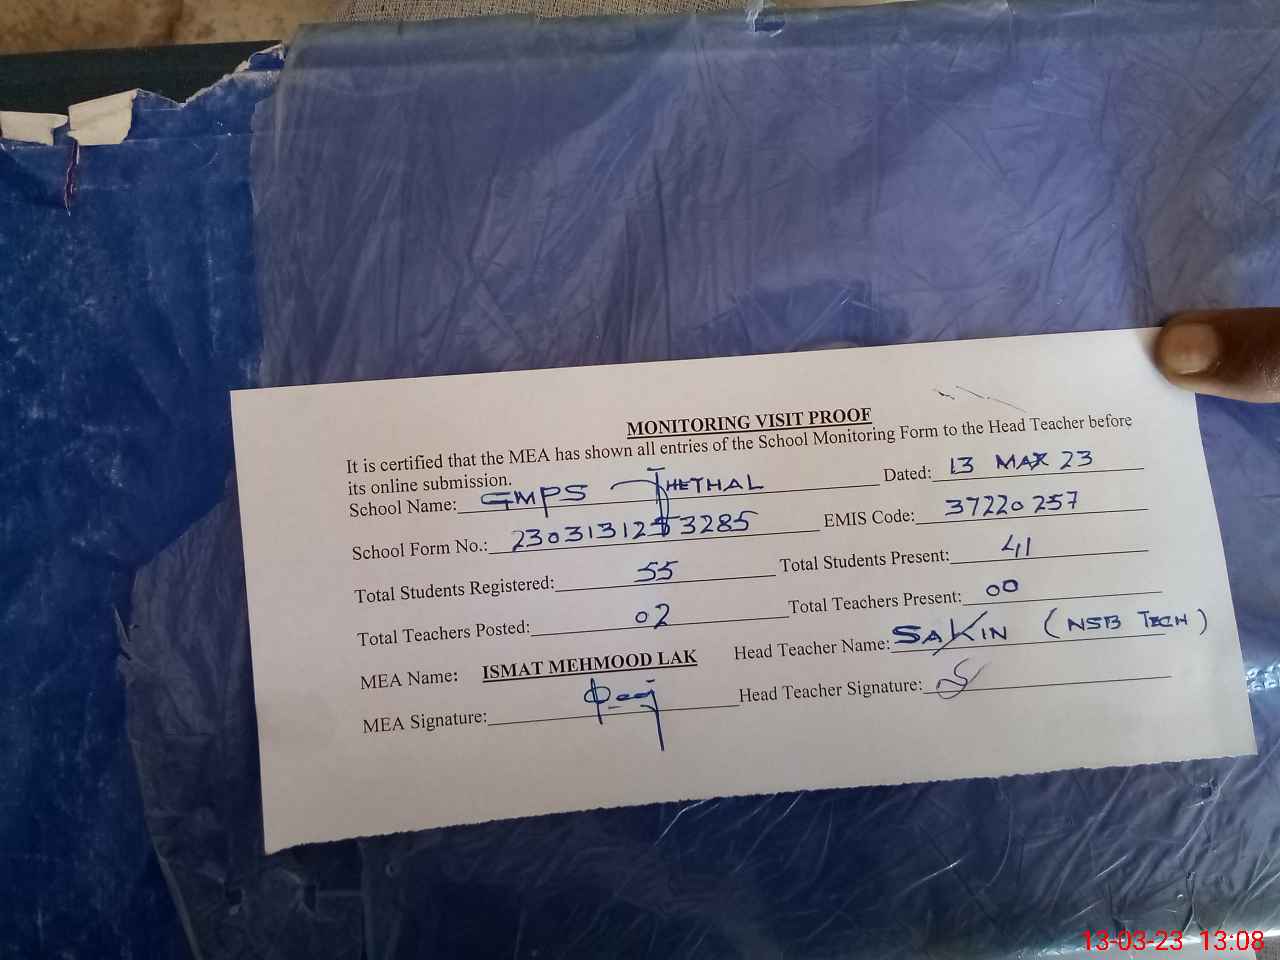 MONITORING VISIT PROOF
It is certified that the MEA has shown all entries of the School Monitoring Form to the Head Teacher before
its online submission.
School Name: GMPS THETHAL Dated: 13 MAR 23
School Form No.: 230313125 3285 EMIS Code: 37220257
Total Students Registered: 55 Total Students Present: 41
Total Teachers Posted: 02 Total Teachers Present: 00
MEA Name: ISMAT MEHMOOD LAK Head Teacher Name: SAKIN (NSB TECH)
MEA Signature: Head Teacher Signature:
13-03-23 13:08